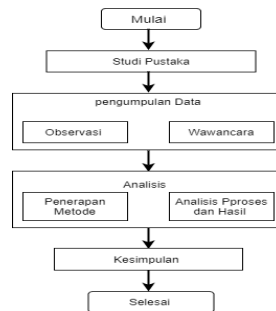 Mulai
Studi Pustaka
pengumpulan Data
Observasi
Wawancara
Analisis
Penerapan
Metode
Analisis Pproses
dan Hasil
Kesimpulan
Selesai